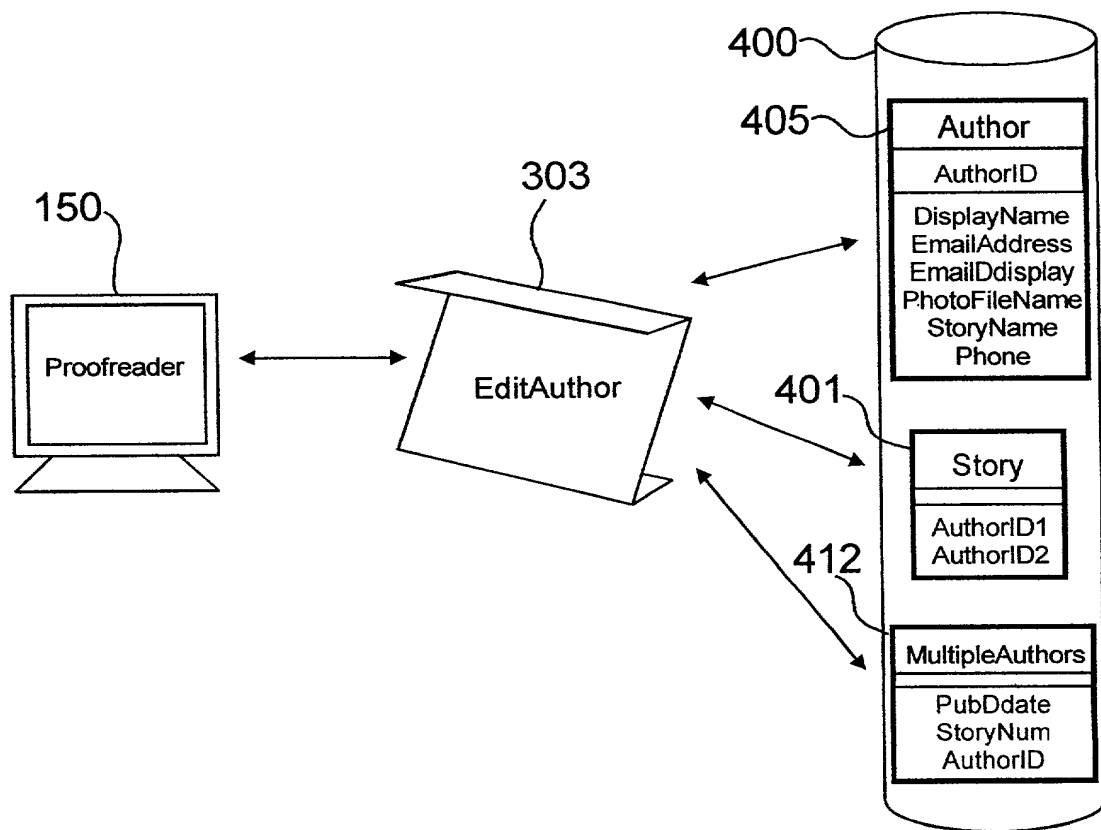 150
Proofreader
303
EditAuthor
400
405
Author
AuthorID
DisplayName
EmailAddress
EmailDdisplay
PhotoFileName
StoryName
Phone
401
Story
AuthorID1
AuthorID2
412
MultipleAuthors
PubDdate
StoryNum
AuthorID